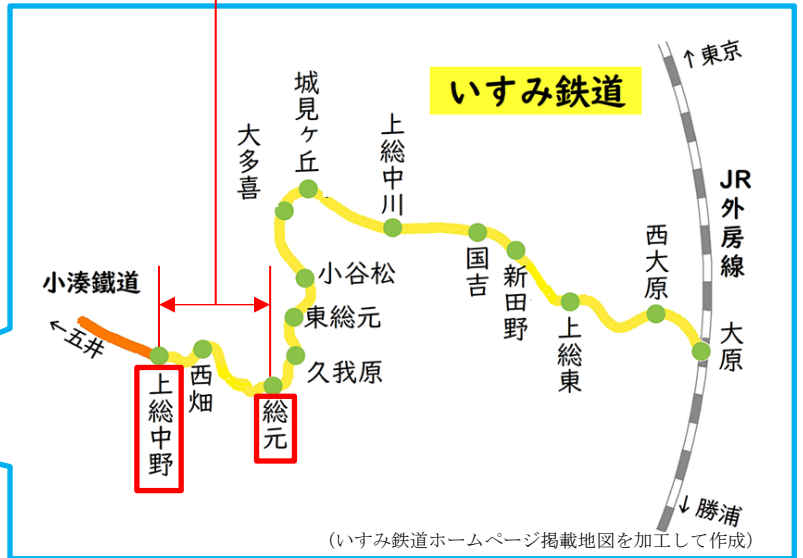 いすみ鉄道
↑東京
JR外房線
城見ヶ丘
大多喜
上総中川
国吉
新田野
上総東
西大原
大原
小谷松
東総元
久我原
総元
西畑
上総中野
小湊鐵道
←五井
↓勝浦
（いすみ鉄道ホームページ掲載地図を加工して作成）